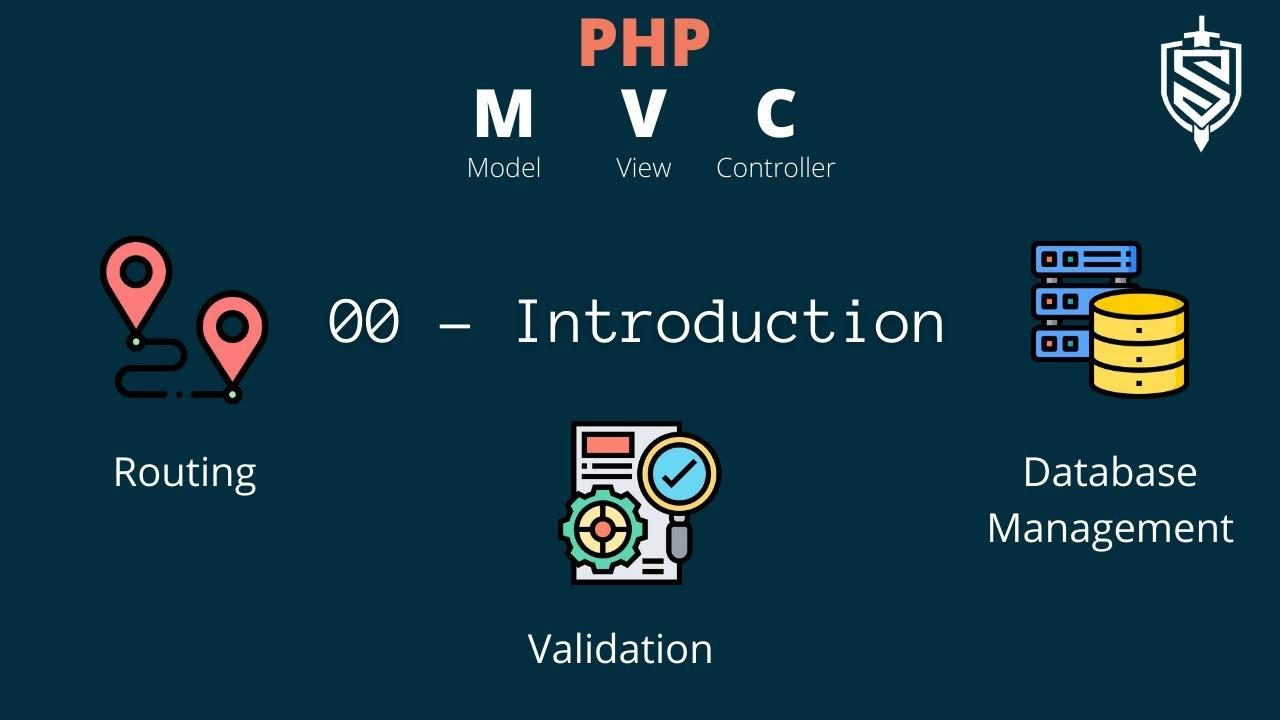 PHP
M V C
Model View Controller
00 – Introduction
Routing
Database
Management
Validation